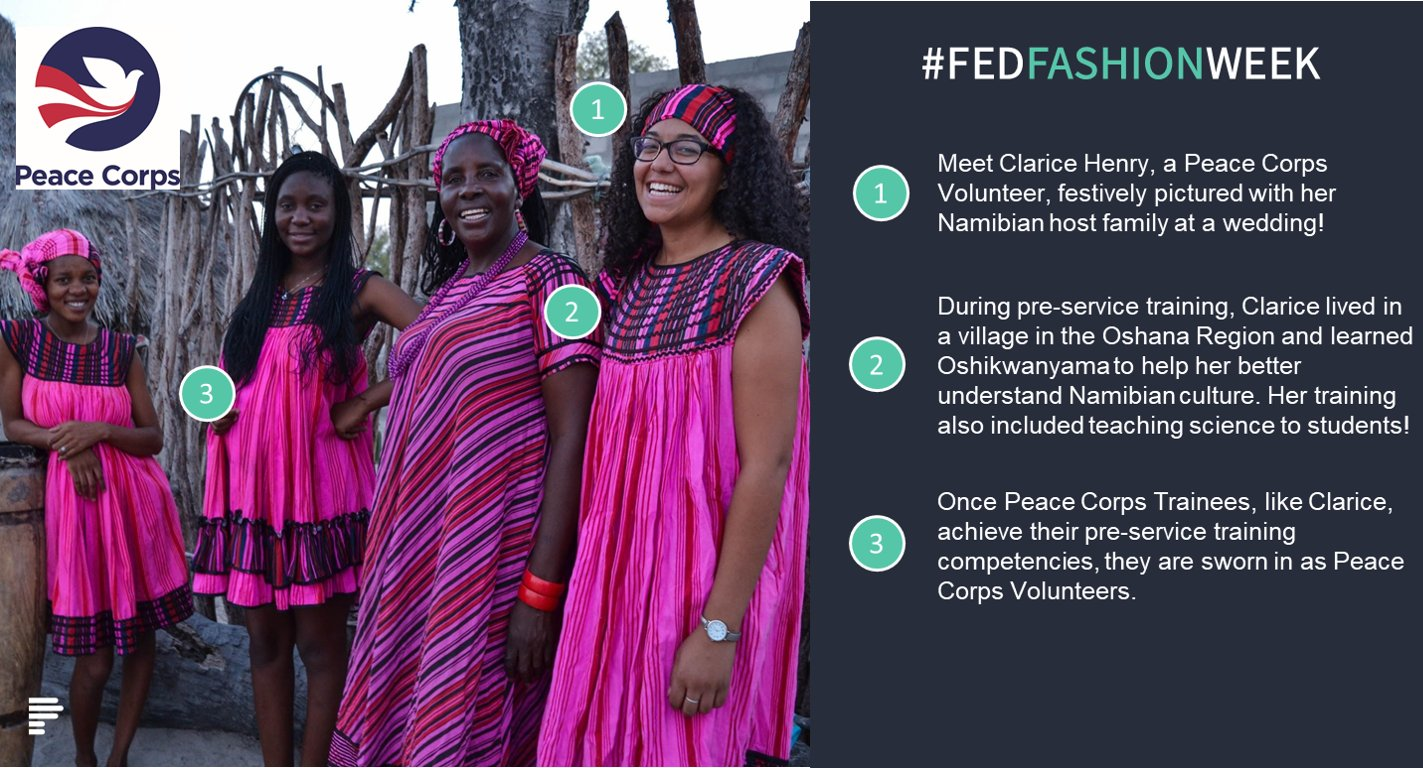 Peace Corps
1
2
3
#FEDFASHIONWEEK
1
Meet Clarice Henry, a Peace Corps
Volunteer, festively pictured with her
Namibian host family at a wedding!
2
During pre-service training, Clarice lived in
a village in the Oshana Region and learned
Oshikwanyama to help her better
understand Namibian culture. Her training
also included teaching science to students!
3
Once Peace Corps Trainees, like Clarice,
achieve their pre-service training
competencies, they are sworn in as Peace
Corps Volunteers.